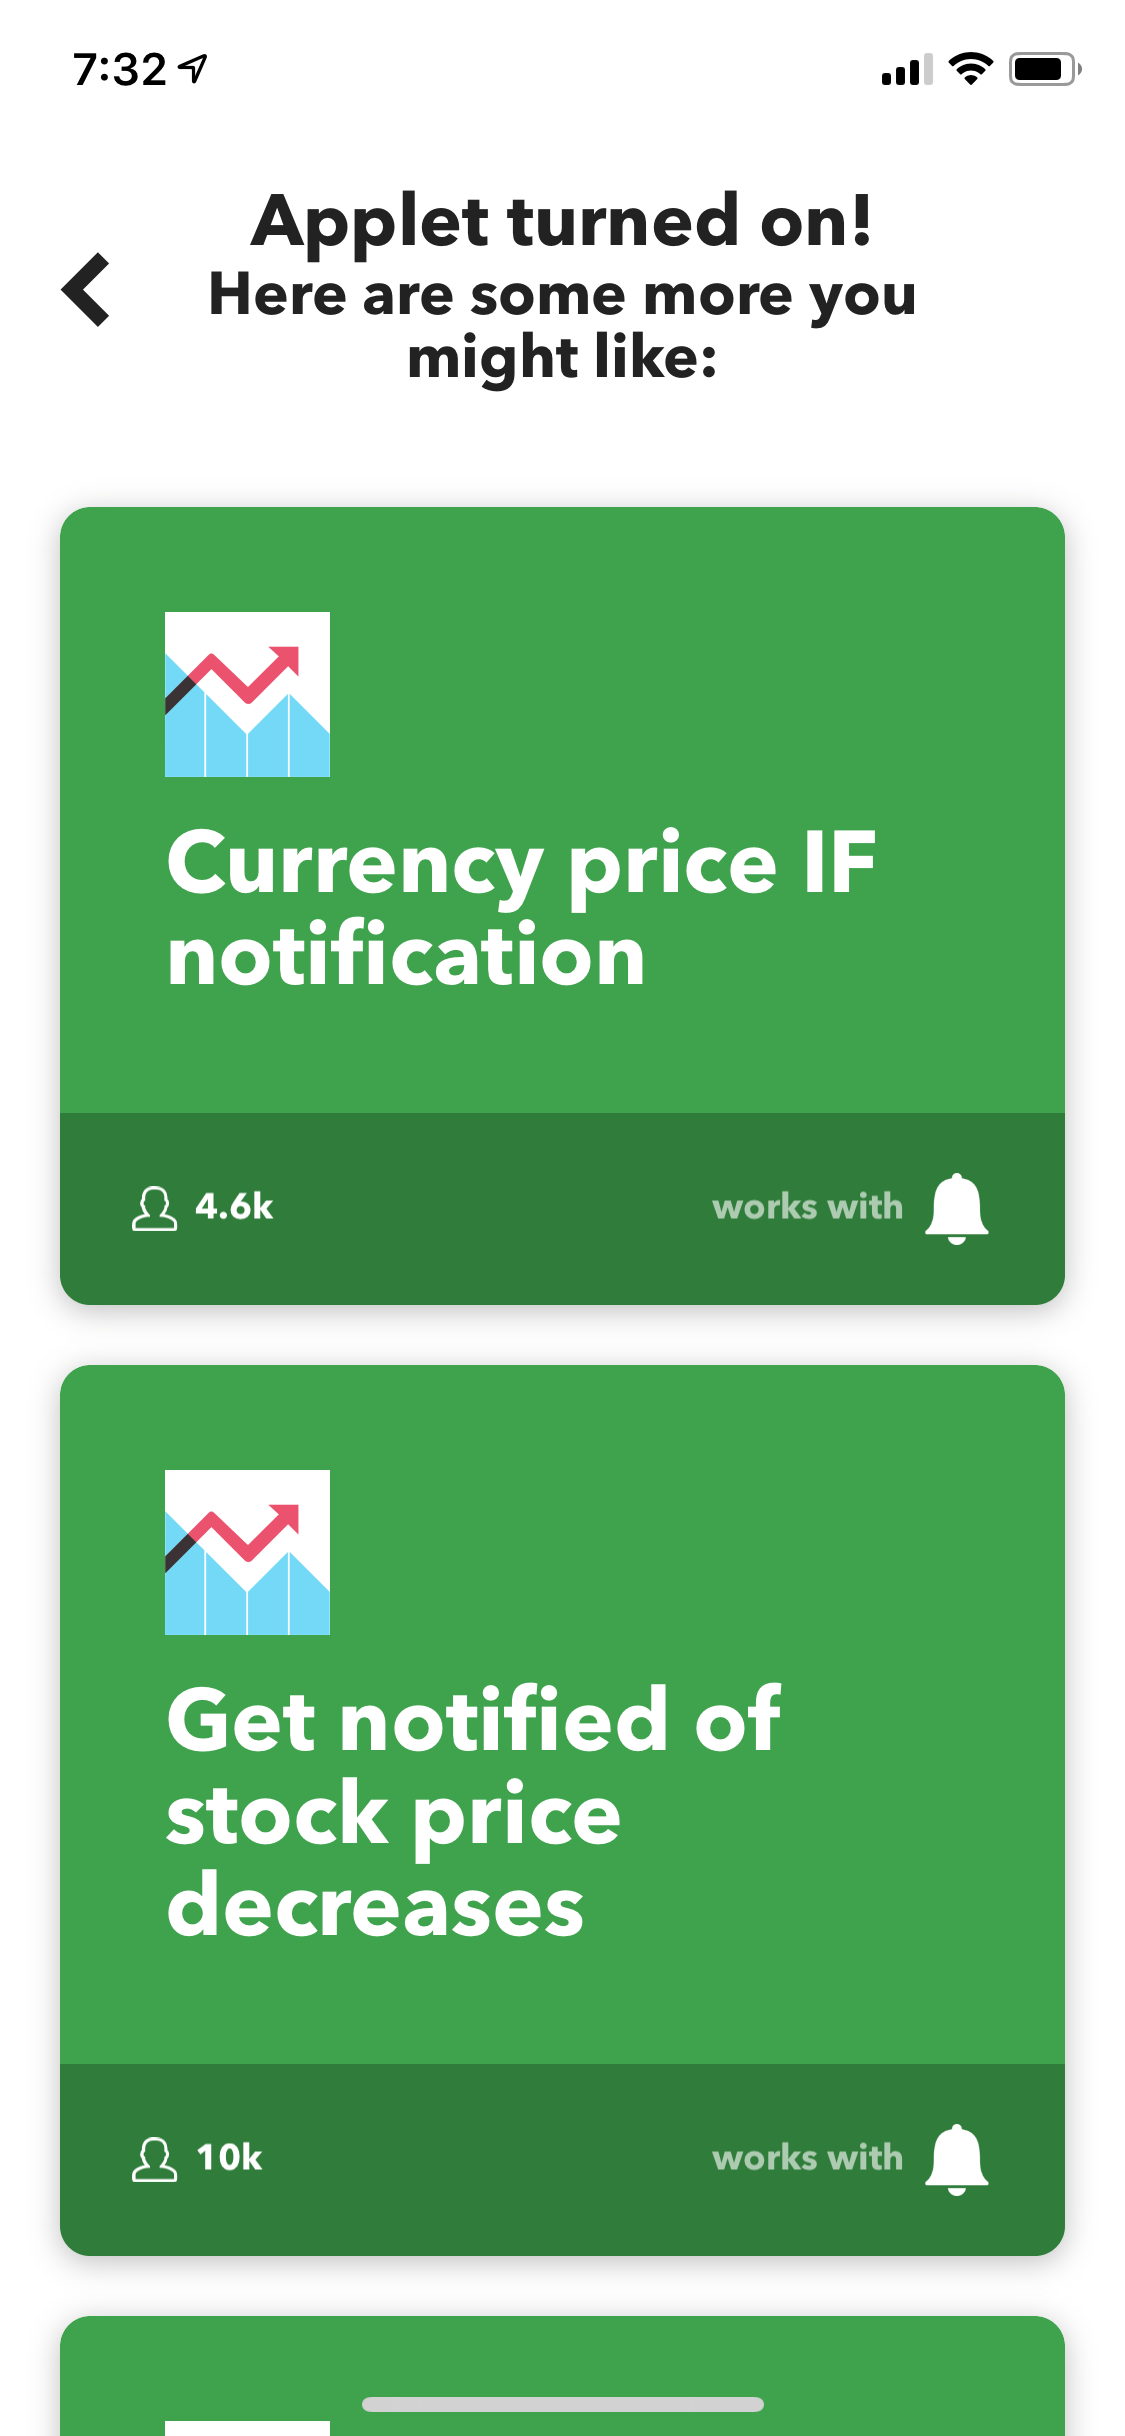 7:32
Applet turned on!
Here are some more you
might like:
Currency price IF
notification
4.6k
works with
Get notified of
stock price
decreases
10k
works with